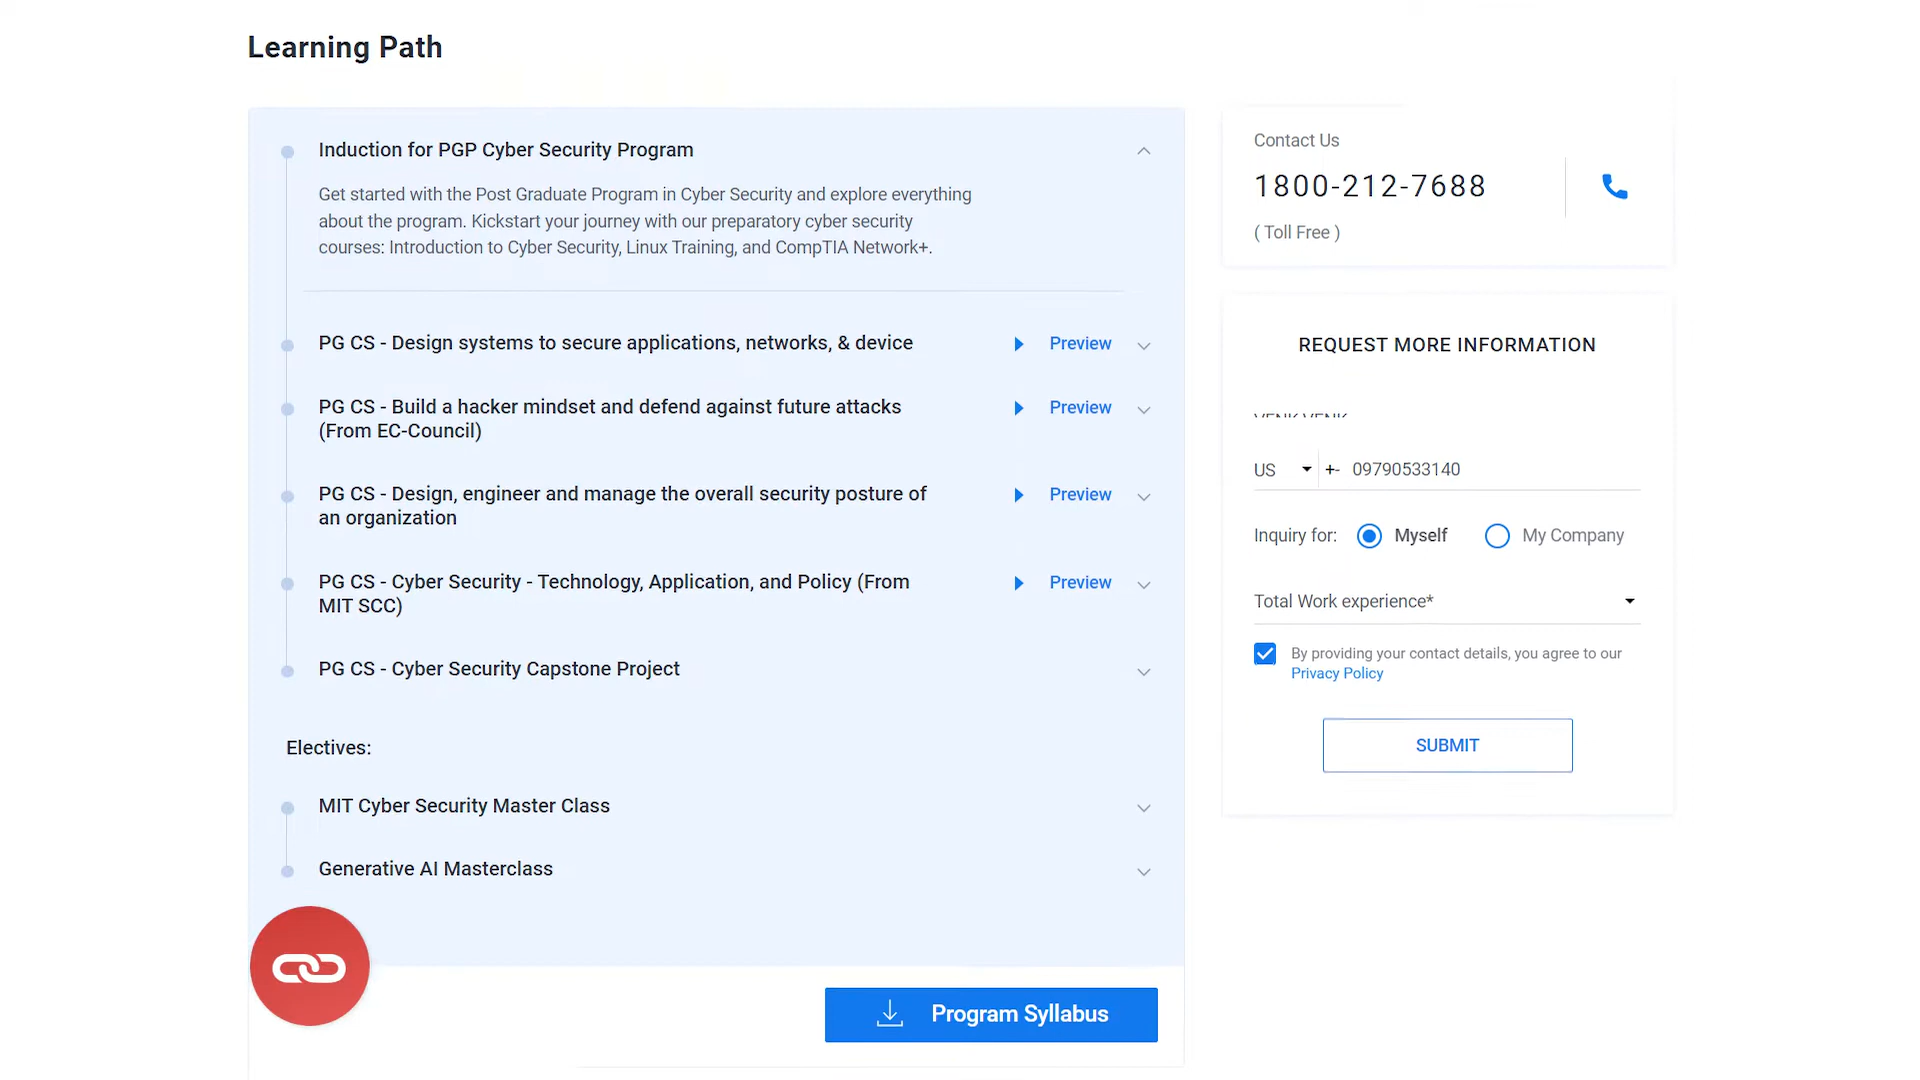 Learning Path
Induction for PGP Cyber Security Program
Get started with the Post Graduate Program in Cyber Security and explore everything
about the program. Kickstart your journey with our preparatory cyber security
courses: Introduction to Cyber Security, Linux Training, and CompTIA Network+.
PG CS - Design systems to secure applications, networks, & device
Preview
PG CS - Build a hacker mindset and defend against future attacks
(From EC-Council)
Preview
PG CS - Design, engineer and manage the overall security posture of
an organization
Preview
PG CS - Cyber Security - Technology, Application, and Policy (From
MIT SCC)
Preview
PG CS - Cyber Security Capstone Project
Electives:
MIT Cyber Security Master Class
Generative AI Masterclass
Program Syllabus
Contact Us
1800-212-7688
( Toll Free )
REQUEST MORE INFORMATION
US +- 09790533140
Inquiry for: Myself My Company
Total Work experience*
By providing your contact details, you agree to our
Privacy Policy
SUBMIT